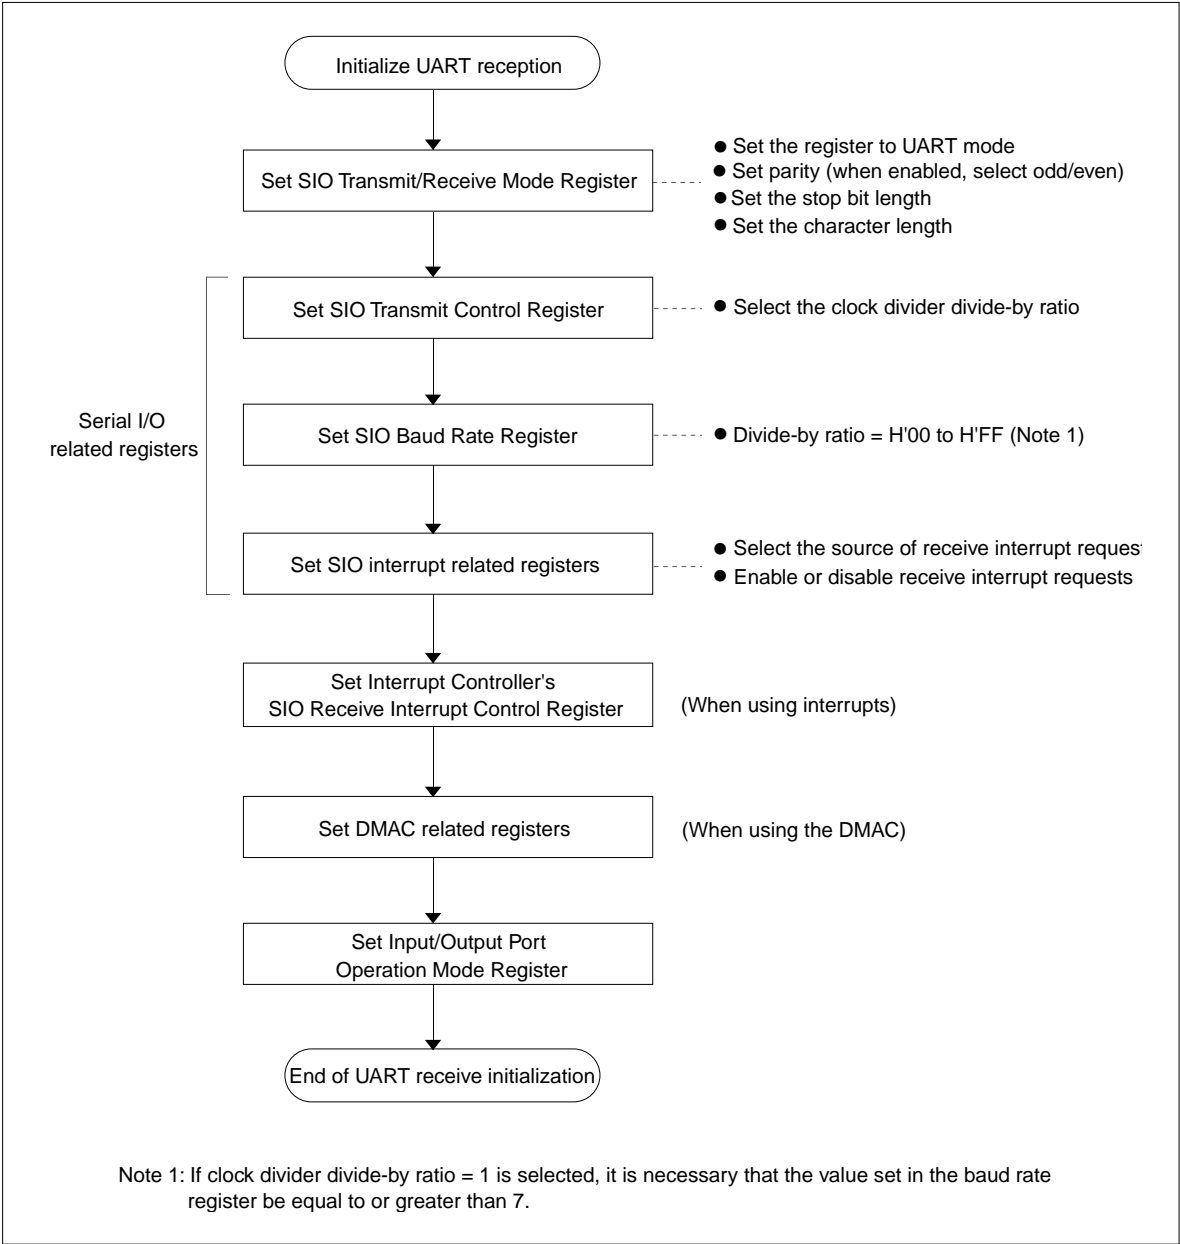 Initialize UART reception
Set SIO Transmit/Receive Mode Register
● Set the register to UART mode
● Set parity (when enabled, select odd/even)
● Set the stop bit length
● Set the character length
Set SIO Transmit Control Register
● Select the clock divider divide-by ratio
Serial I/O
related registers
Set SIO Baud Rate Register
● Divide-by ratio = H'00 to H'FF (Note 1)
Set SIO interrupt related registers
● Select the source of receive interrupt request
● Enable or disable receive interrupt requests
Set Interrupt Controller's
SIO Receive Interrupt Control Register
(When using interrupts)
Set DMAC related registers
(When using the DMAC)
Set Input/Output Port
Operation Mode Register
End of UART receive initialization
Note 1: If clock divider divide-by ratio = 1 is selected, it is necessary that the value set in the baud rate
register be equal to or greater than 7.